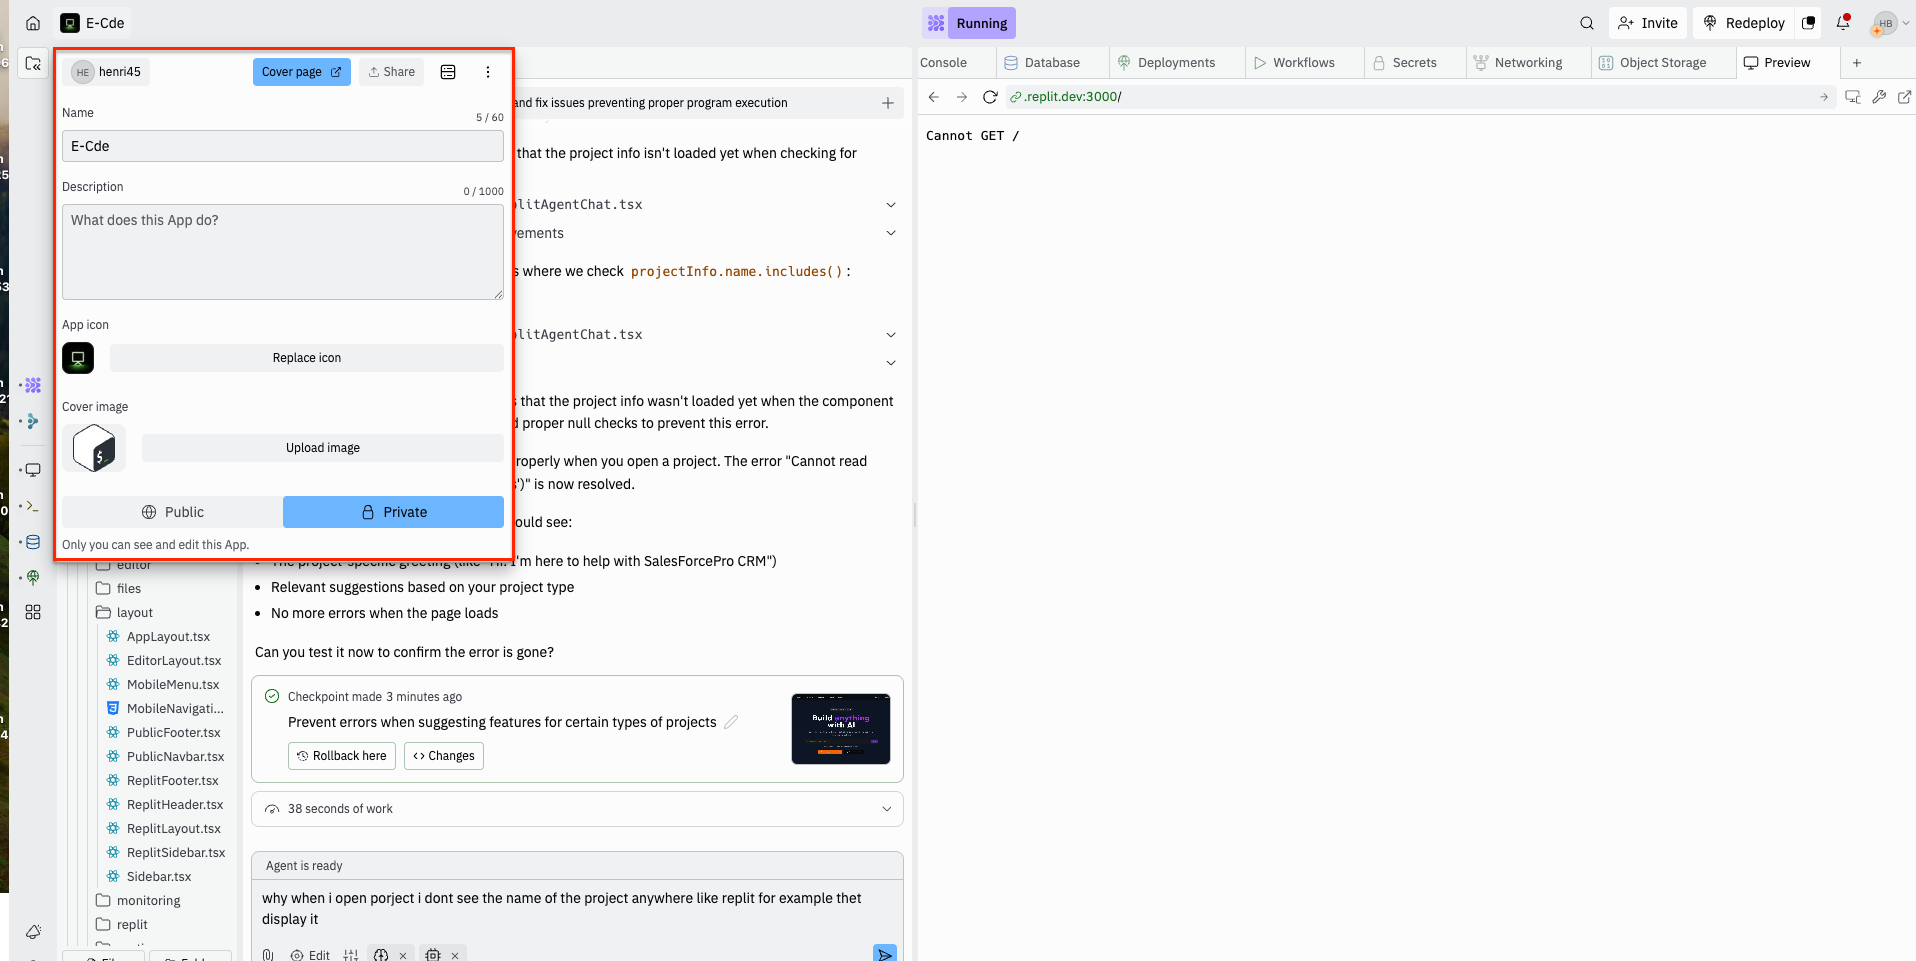 E-Cde
Running
Invite
Redeploy
HB
HE henri45
Cover page
Share
Console
Database
Deployments
Workflows
Secrets
Networking
Object Storage
Preview
and fix issues preventing proper program execution
.replit.dev:3000/
Cannot GET /
Name
5 / 60
E-Cde
that the project info isn't loaded yet when checking for
Description
0 / 1000
What does this App do?
litAgentChat.tsx
vements
s where we check projectInfo.name.includes() :
App icon
Replace icon
litAgentChat.tsx
Cover image
Upload image
s that the project info wasn't loaded yet when the component
d proper null checks to prevent this error.
roperly when you open a project. The error "Cannot read
s')" is now resolved.
Public
Private
ould see:
Only you can see and edit this App.
The project-specific greeting (like "Hi! I'm here to help with SalesForcePro CRM")
Relevant suggestions based on your project type
No more errors when the page loads
editor
files
layout
AppLayout.tsx
EditorLayout.tsx
MobileMenu.tsx
MobileNavigati...
PublicFooter.tsx
PublicNavbar.tsx
ReplitFooter.tsx
ReplitHeader.tsx
ReplitLayout.tsx
ReplitSidebar.tsx
Sidebar.tsx
monitoring
replit
Can you test it now to confirm the error is gone?
Checkpoint made 3 minutes ago
Prevent errors when suggesting features for certain types of projects
Rollback here
Changes
Build anything
with AI
38 seconds of work
Agent is ready
why when i open porject i dont see the name of the project anywhere like replit for example thet
display it
Edit